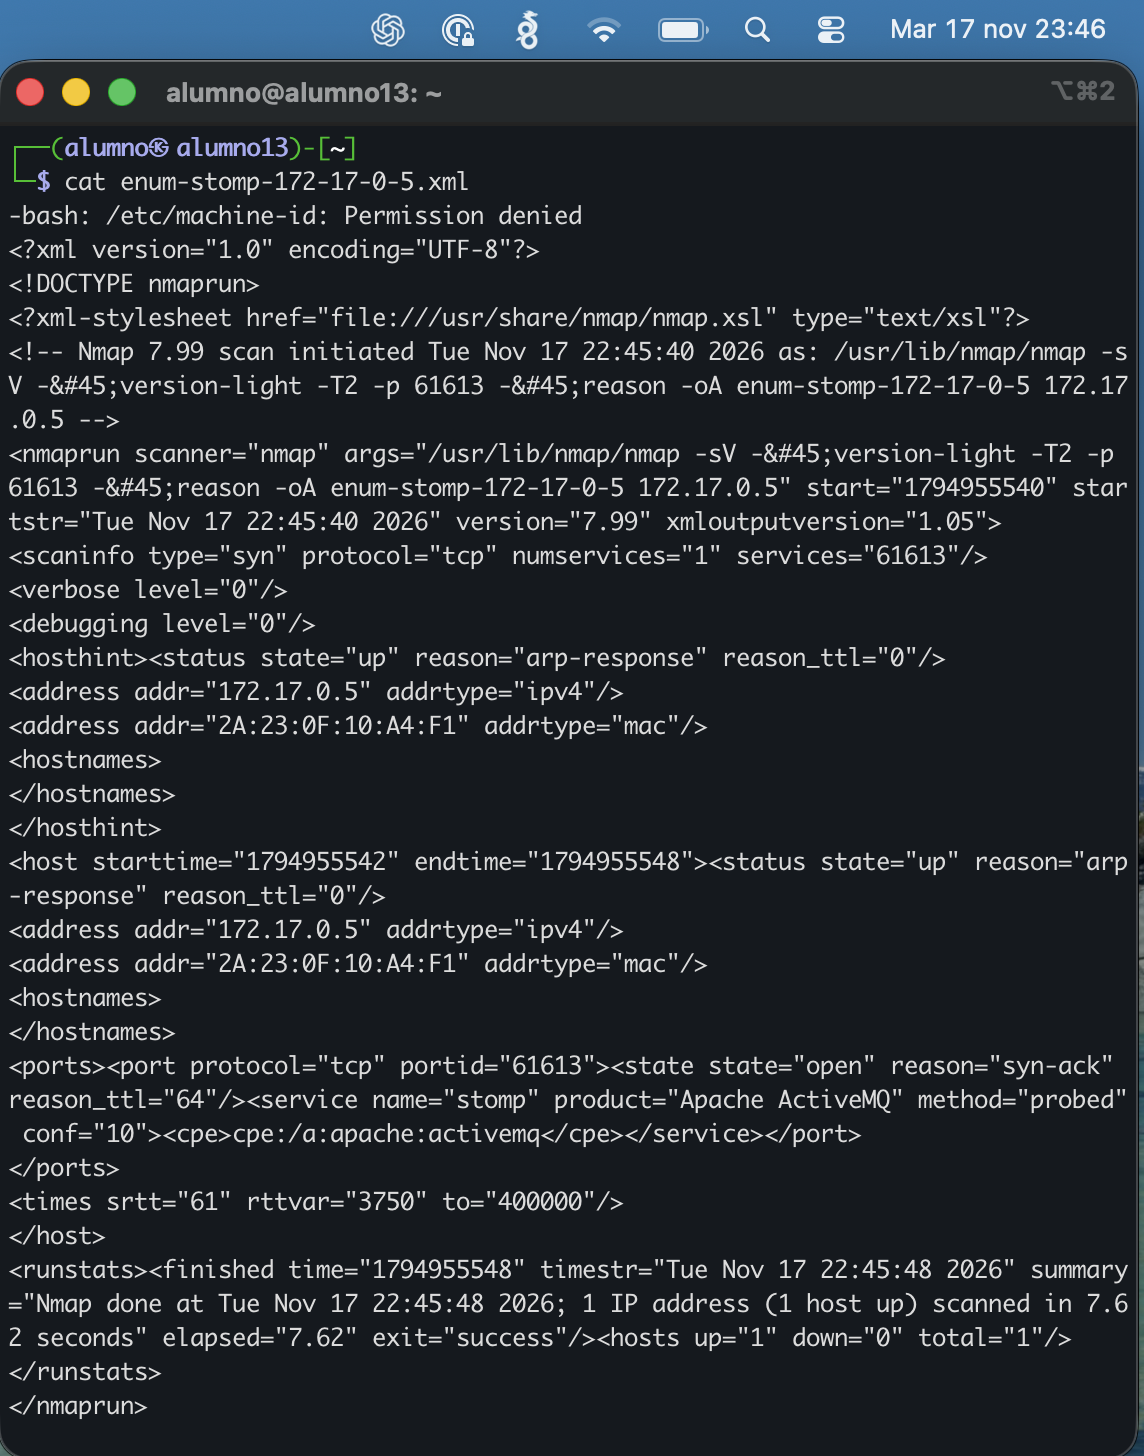 Mar 17 nov 23:46
alumno@alumno13: ~
⌥⌘2
(alumno㉿alumno13)-[~]
$ cat enum-stomp-172-17-0-5.xml
-bash: /etc/machine-id: Permission denied
<?xml version="1.0" encoding="UTF-8"?>
<!DOCTYPE nmaprun>
<?xml-stylesheet href="file:///usr/share/nmap/nmap.xsl" type="text/xsl"?>
<!-- Nmap 7.99 scan initiated Tue Nov 17 22:45:40 2026 as: /usr/lib/nmap/nmap -s
V -&#45;version-light -T2 -p 61613 -&#45;reason -oA enum-stomp-172-17-0-5 172.17
.0.5 -->
<nmaprun scanner="nmap" args="/usr/lib/nmap/nmap -sV -&#45;version-light -T2 -p
61613 -&#45;reason -oA enum-stomp-172-17-0-5 172.17.0.5" start="1794955540" star
tstr="Tue Nov 17 22:45:40 2026" version="7.99" xmloutputversion="1.05">
<scaninfo type="syn" protocol="tcp" numservices="1" services="61613"/>
<verbose level="0"/>
<debugging level="0"/>
<hosthint><status state="up" reason="arp-response" reason_ttl="0"/>
<address addr="172.17.0.5" addrtype="ipv4"/>
<address addr="2A:23:0F:10:A4:F1" addrtype="mac"/>
<hostnames>
</hostnames>
</hosthint>
<host starttime="1794955542" endtime="1794955548"><status state="up" reason="arp
-response" reason_ttl="0"/>
<address addr="172.17.0.5" addrtype="ipv4"/>
<address addr="2A:23:0F:10:A4:F1" addrtype="mac"/>
<hostnames>
</hostnames>
<ports><port protocol="tcp" portid="61613"><state state="open" reason="syn-ack"
reason_ttl="64"/><service name="stomp" product="Apache ActiveMQ" method="probed"
 conf="10"><cpe>cpe:/a:apache:activemq</cpe></service></port>
</ports>
<times srtt="61" rttvar="3750" to="400000"/>
</host>
<runstats><finished time="1794955548" timestr="Tue Nov 17 22:45:48 2026" summary
="Nmap done at Tue Nov 17 22:45:48 2026; 1 IP address (1 host up) scanned in 7.6
2 seconds" elapsed="7.62" exit="success"/><hosts up="1" down="0" total="1"/>
</runstats>
</nmaprun>